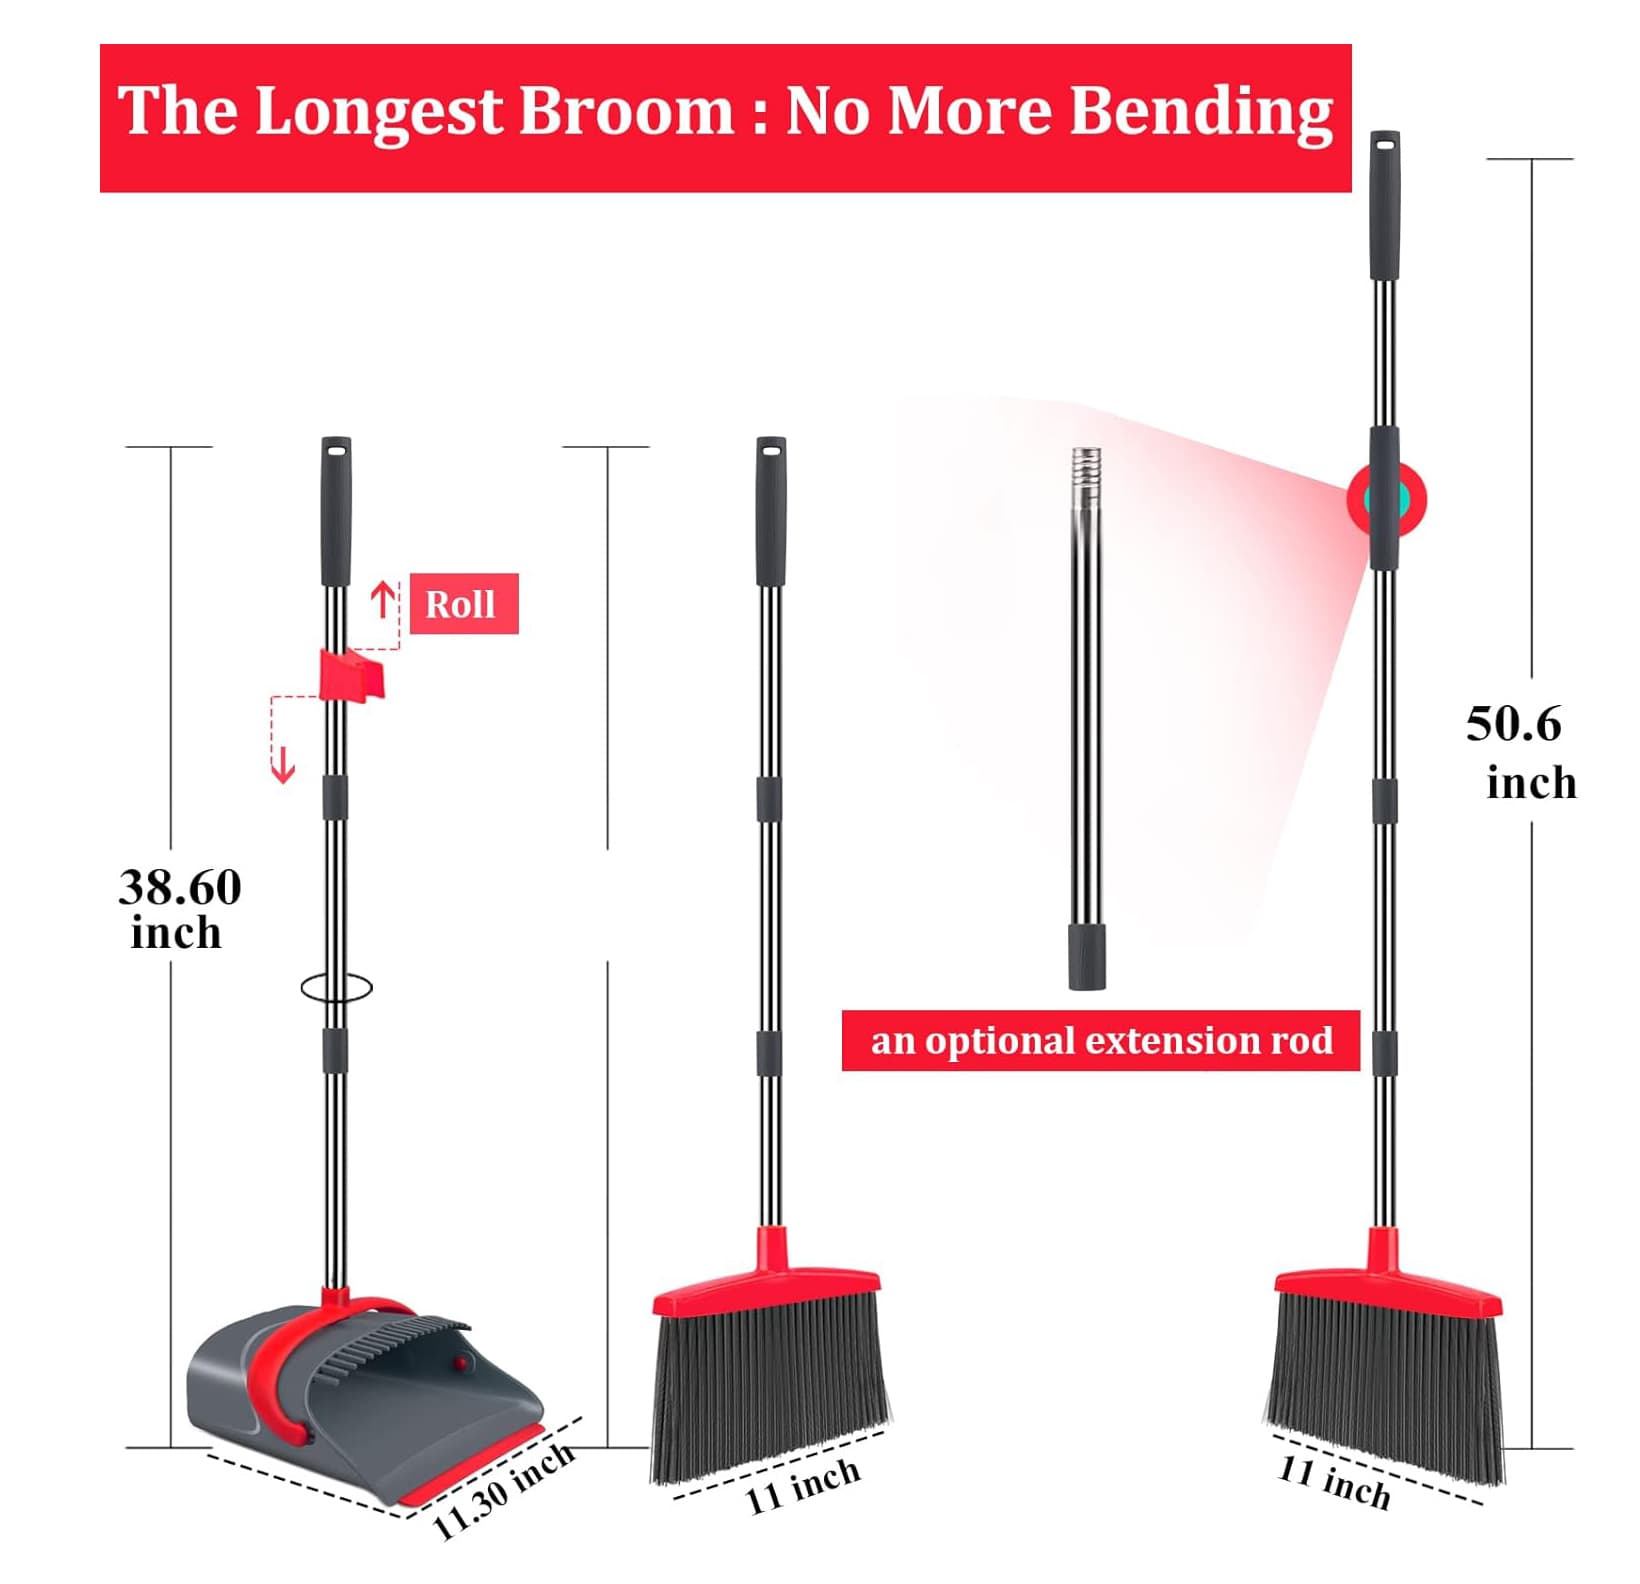 The Longest Broom : No More Bending
Roll
38.60
inch
50.6
inch
an optional extension rod
11.30 inch
11 inch
11 inch